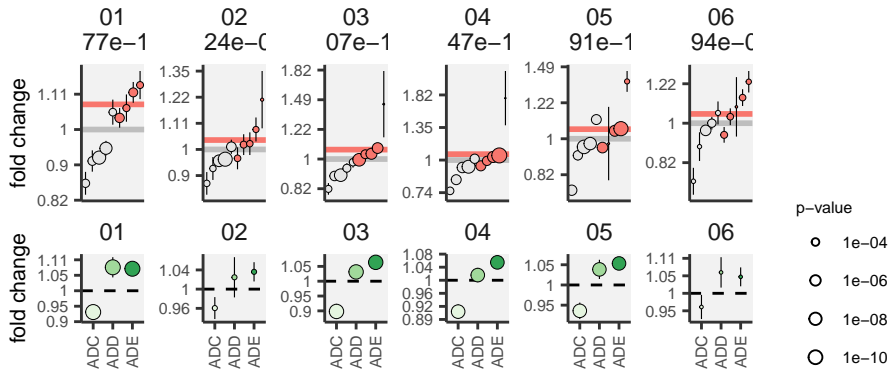 01 02 03 04 05 06
77e−1 24e−0 07e−1 47e−1 91e−1 94e−0
fold change
1.11 1 0.9 0.82
1.35 1.22 1.11 1 0.9
1.82 1.49 1.22 1 0.82
1.82 1.35 1 0.74
1.49 1.22 1 0.82
1.22 1 0.82
01 02 03 04 05 06
fold change
1.11 1.05 1 0.95 0.9
1.04 1 0.96
1.05 1 0.95 0.9
1.08 1.04 1 0.96 0.92 0.89
1.05 1 0.95
1.11 1.05 1 0.95
ADC ADD ADE ADC ADD ADE ADC ADD ADE ADC ADD ADE ADC ADD ADE ADC ADD ADE
p−value
1e−04
1e−06
1e−08
1e−10